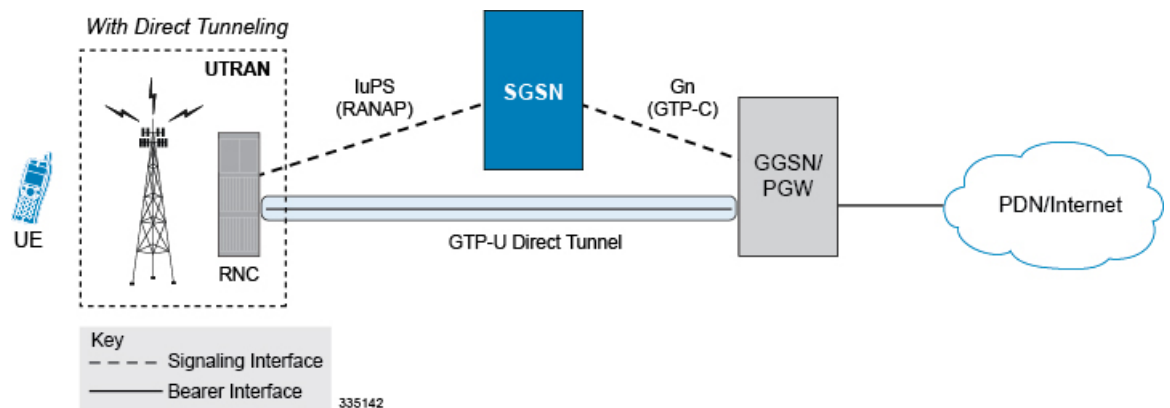 With Direct Tunneling
UTRAN
IuPS
(RANAP)
SGSN
Gn
(GTP-C)
GGSN/
PGW
PDN/Internet
UE
RNC
GTP-U Direct Tunnel
Key
Signaling Interface
Bearer Interface
335142